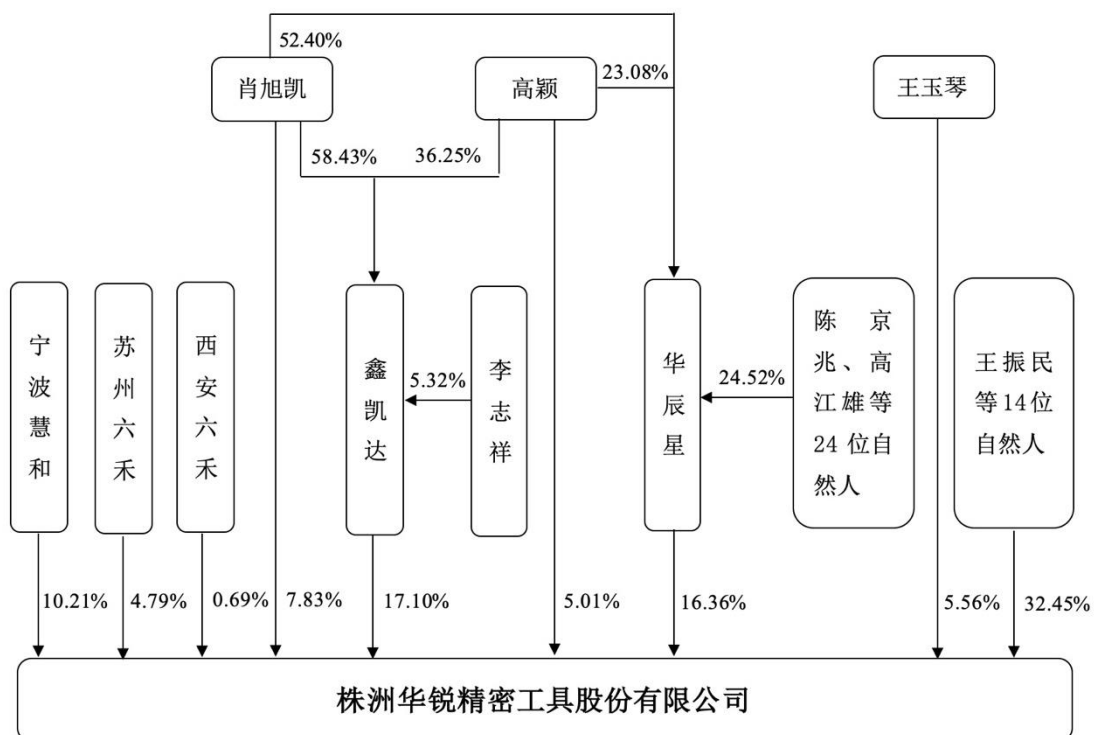 52.40%
肖旭凯
高颖
23.08%
王玉琴
58.43%
36.25%
宁波慧和
苏州六禾
西安六禾
鑫凯达
5.32%
李志祥
华辰星
24.52%
陈京
兆、高
江雄等
24 位自
然人
王振民
等14位
自然人
10.21%
4.79%
0.69%
7.83%
17.10%
5.01%
16.36%
5.56%
32.45%
株洲华锐精密工具股份有限公司